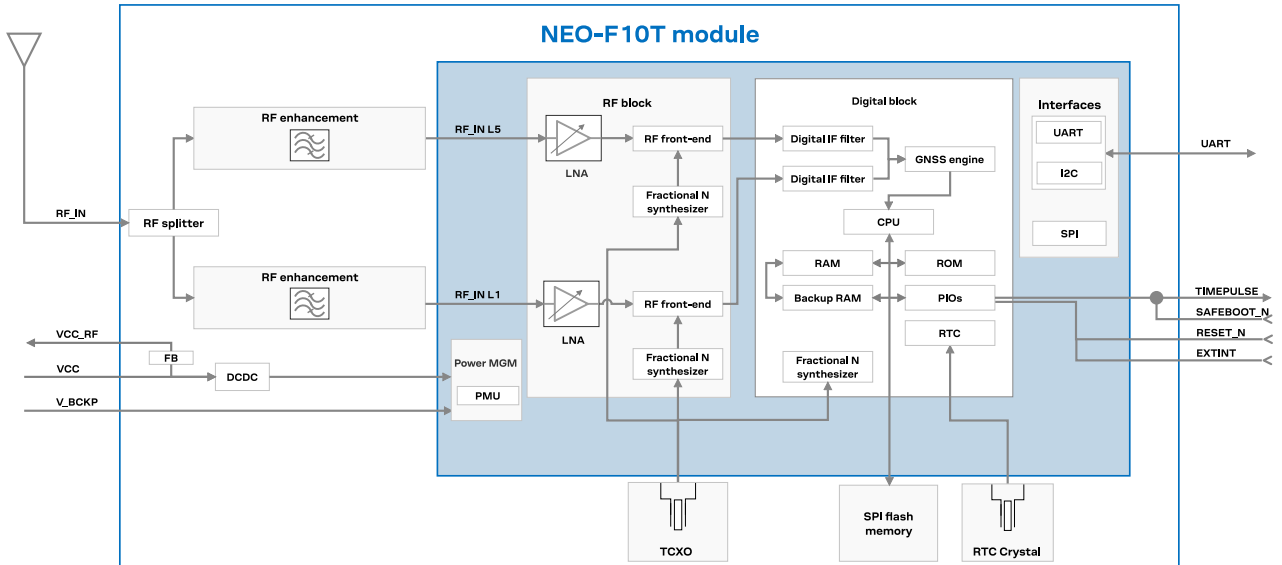 NEO-F10T module
RF enhancement
RF_IN L5
RF block
LNA
RF front-end
Fractional N
synthesizer
Digital block
Digital IF filter
Digital IF filter
GNSS engine
CPU
Interfaces
UART
I2C
SPI
UART
RF_IN
RF splitter
RF enhancement
RF_IN L1
LNA
RF front-end
Fractional N
synthesizer
RAM
ROM
Backup RAM
PIOs
RTC
Fractional N
synthesizer
TIMEPULSE
SAFEBOOT_N
RESET_N
EXTINT
VCC_RF
FB
VCC
DCDC
V_BCKP
Power MGM
PMU
TCXO
SPI flash
memory
RTC Crystal